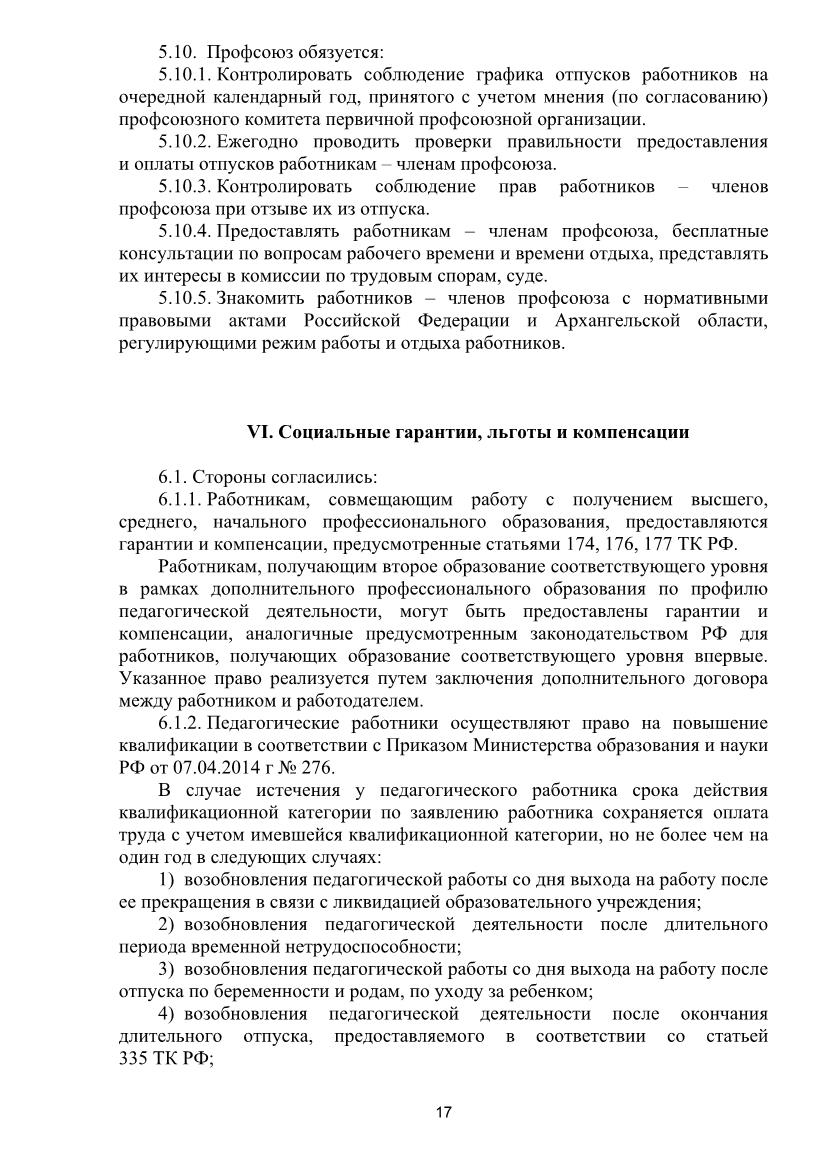 5.10. Профсоюз обязуется:
5.10.1. Контролировать соблюдение графика отпусков работников на
очередной календарный год, принятого с учетом мнения (по согласованию)
профсоюзного комитета первичной профсоюзной организации.
5.10.2. Ежегодно проводить проверки правильности предоставления
и оплаты отпусков работникам – членам профсоюза.
5.10.3. Контролировать соблюдение прав работников – членов
профсоюза при отзыве их из отпуска.
5.10.4. Предоставлять работникам – членам профсоюза, бесплатные
консультации по вопросам рабочего времени и времени отдыха, представлять
их интересы в комиссии по трудовым спорам, суде.
5.10.5. Знакомить работников – членов профсоюза с нормативными
правовыми актами Российской Федерации и Архангельской области,
регулирующими режим работы и отдыха работников.
VI. Социальные гарантии, льготы и компенсации
6.1. Стороны согласились:
6.1.1. Работникам, совмещающим работу с получением высшего,
среднего, начального профессионального образования, предоставляются
гарантии и компенсации, предусмотренные статьями 174, 176, 177 ТК РФ.
Работникам, получающим второе образование соответствующего уровня
в рамках дополнительного профессионального образования по профилю
педагогической деятельности, могут быть предоставлены гарантии и
компенсации, аналогичные предусмотренным законодательством РФ для
работников, получающих образование соответствующего уровня впервые.
Указанное право реализуется путем заключения дополнительного договора
между работником и работодателем.
6.1.2. Педагогические работники осуществляют право на повышение
квалификации в соответствии с Приказом Министерства образования и науки
РФ от 07.04.2014 г № 276.
В случае истечения у педагогического работника срока действия
квалификационной категории по заявлению работника сохраняется оплата
труда с учетом имевшейся квалификационной категории, но не более чем на
один год в следующих случаях:
1) возобновления педагогической работы со дня выхода на работу после
ее прекращения в связи с ликвидацией образовательного учреждения;
2) возобновления педагогической деятельности после длительного
периода временной нетрудоспособности;
3) возобновления педагогической работы со дня выхода на работу после
отпуска по беременности и родам, по уходу за ребенком;
4) возобновления педагогической деятельности после окончания
длительного отпуска, предоставляемого в соответствии со статьей
335 ТК РФ;
17